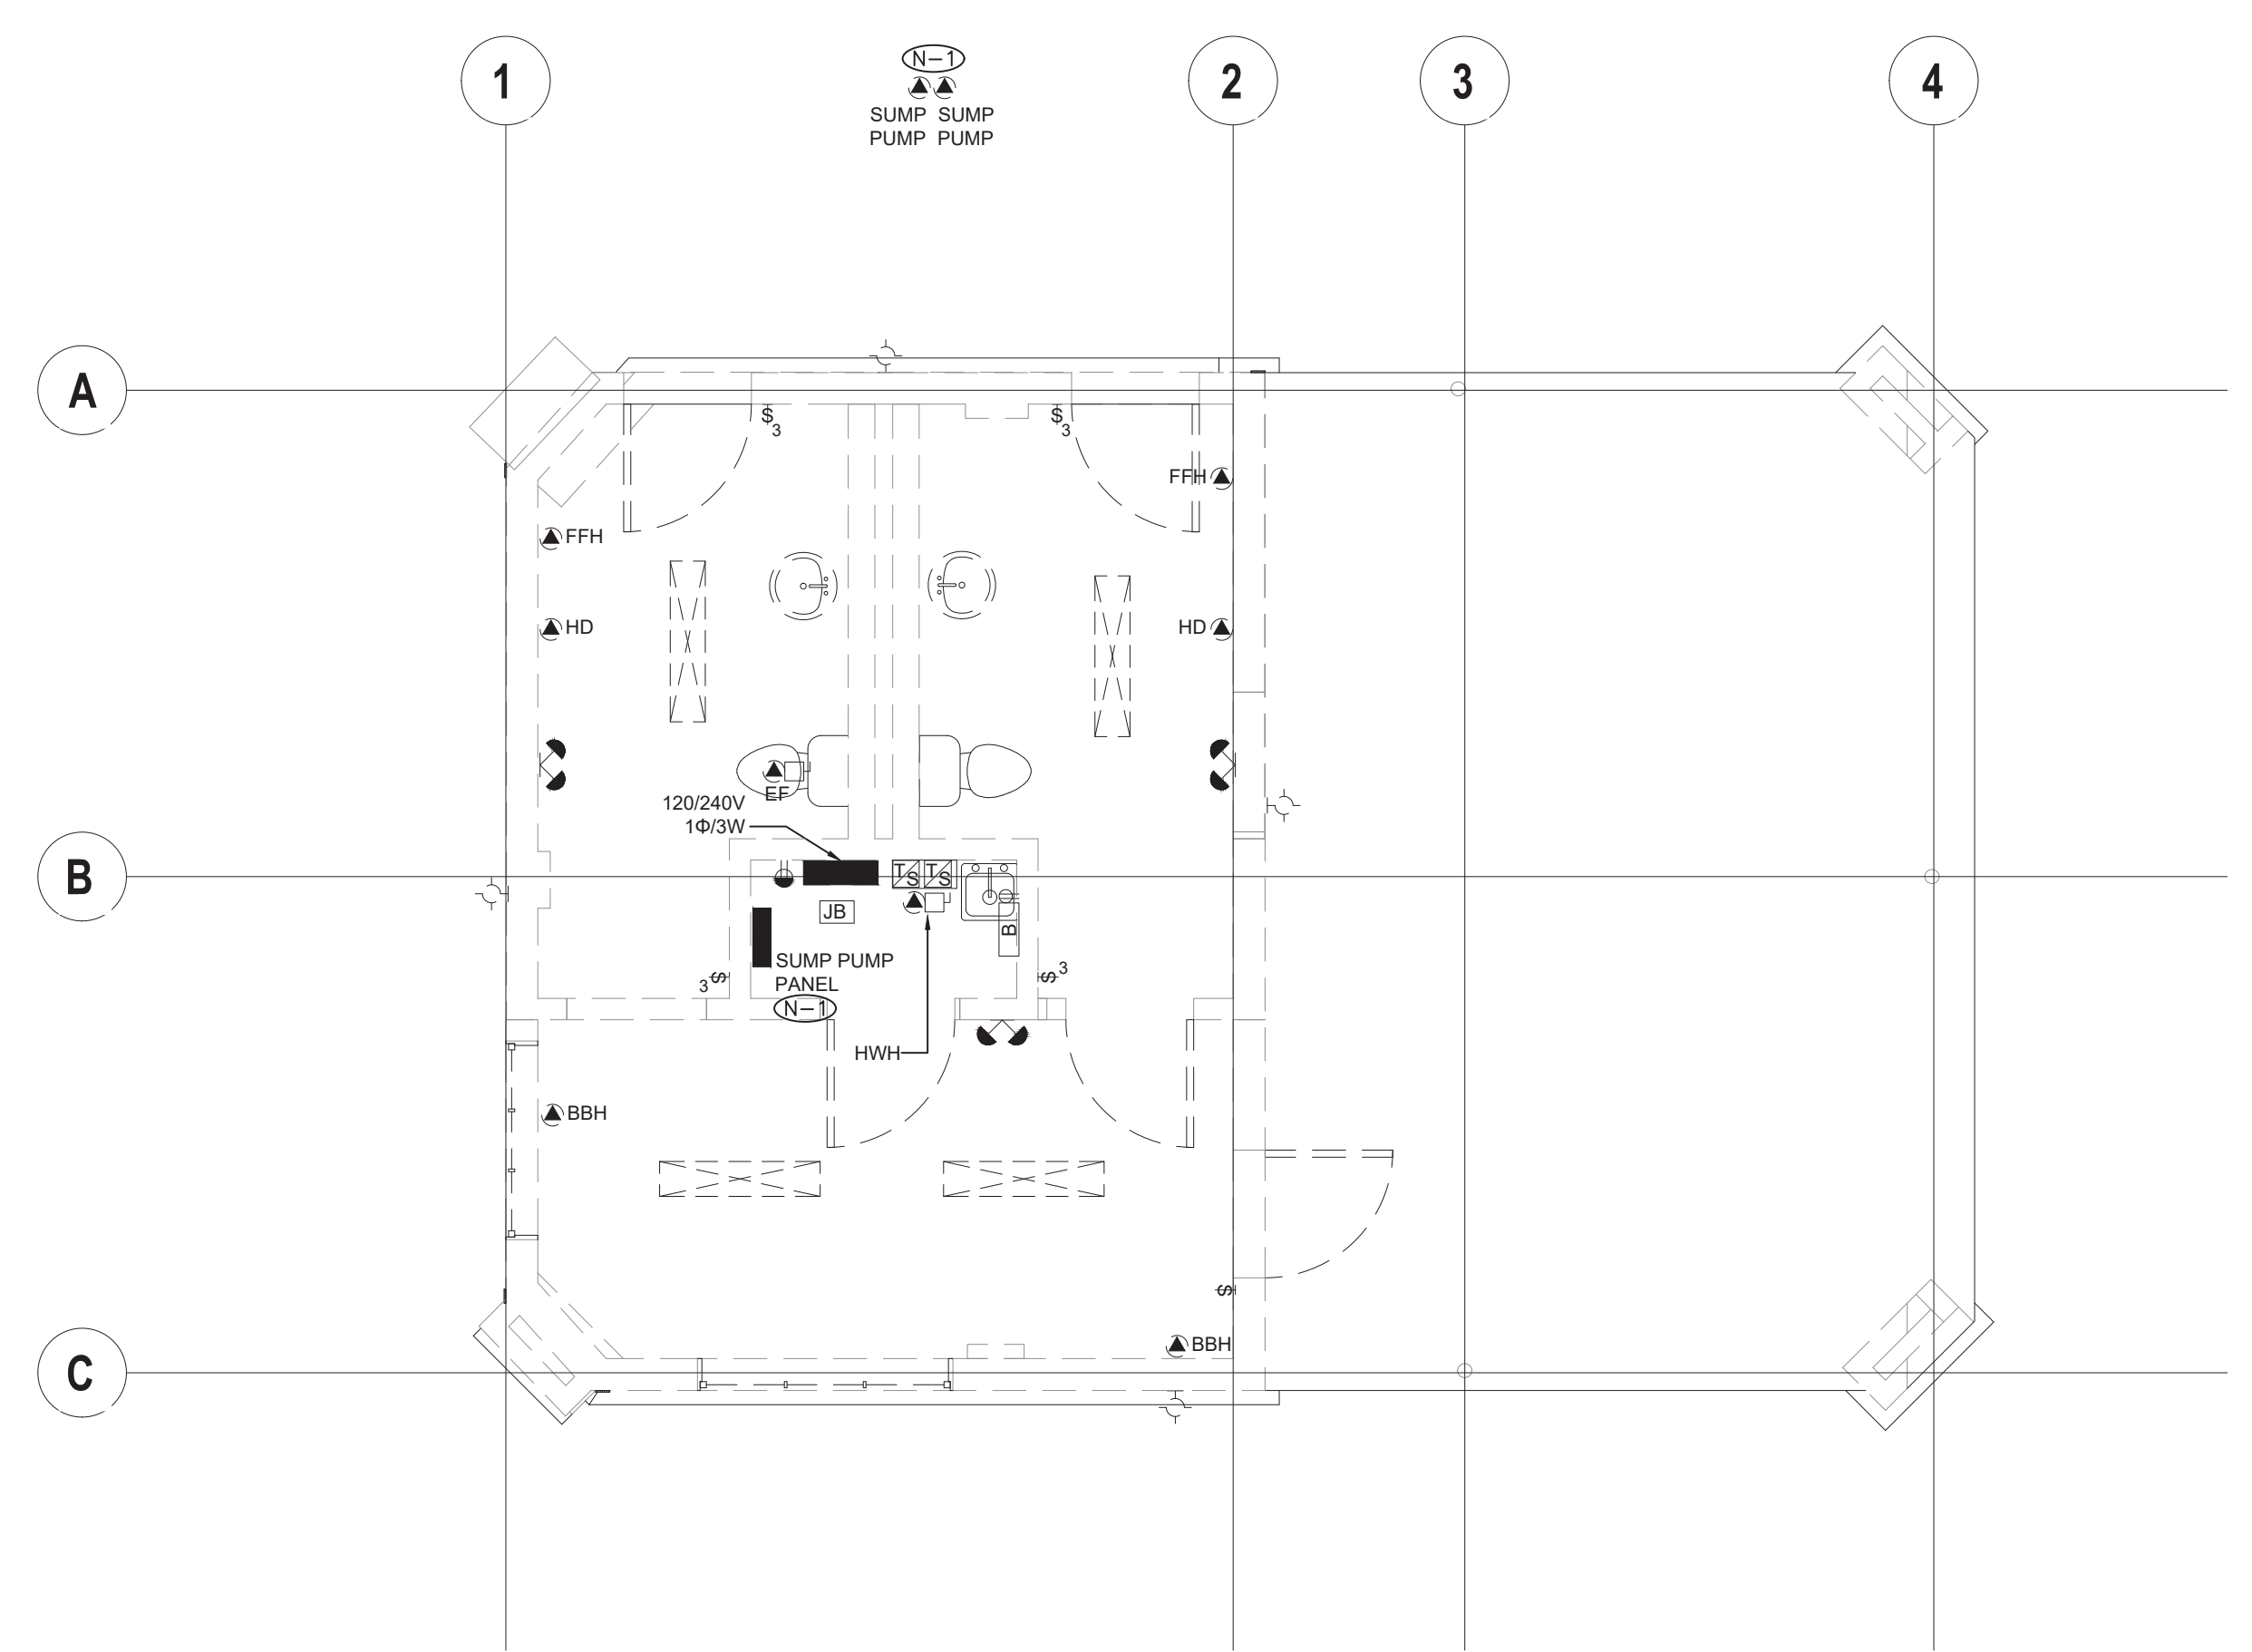 1
2
3
4
N-1
SUMP SUMP
PUMP PUMP
A
$3
$3
FFH
FFH
HD
HD
EF
120/240V
1Φ/3W
B
T S
T S
JB
B
SUMP PUMP
PANEL
$3
$3
N-1
HWH
BBH
$
BBH
C